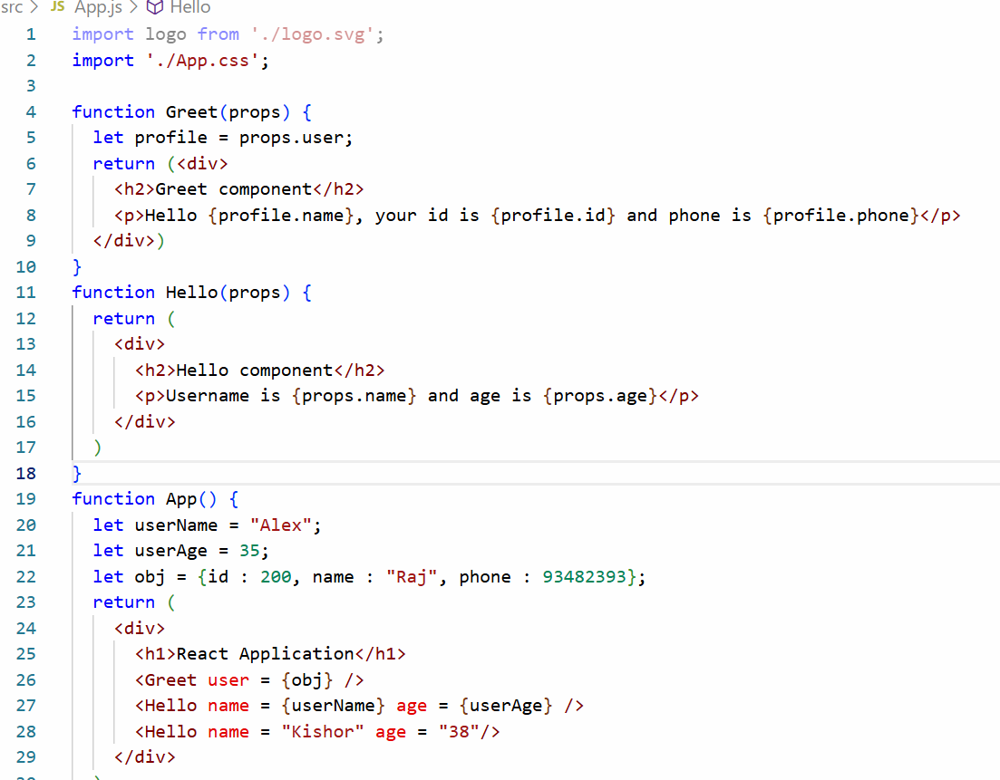 src > JS App.js > Hello
1 import logo from './logo.svg';
2 import './App.css';
3
4 function Greet(props) {
5 let profile = props.user;
6 return (<div>
7 <h2>Greet component</h2>
8 <p>Hello {profile.name}, your id is {profile.id} and phone is {profile.phone}</p>
9 </div>)
10 }
11 function Hello(props) {
12 return (
13 <div>
14 <h2>Hello component</h2>
15 <p>Username is {props.name} and age is {props.age}</p>
16 </div>
17 )
18 }
19 function App() {
20 let userName = "Alex";
21 let userAge = 35;
22 let obj = {id : 200, name : "Raj", phone : 93482393};
23 return (
24 <div>
25 <h1>React Application</h1>
26 <Greet user = {obj} />
27 <Hello name = {userName} age = {userAge} />
28 <Hello name = "Kishor" age = "38"/>
29 </div>